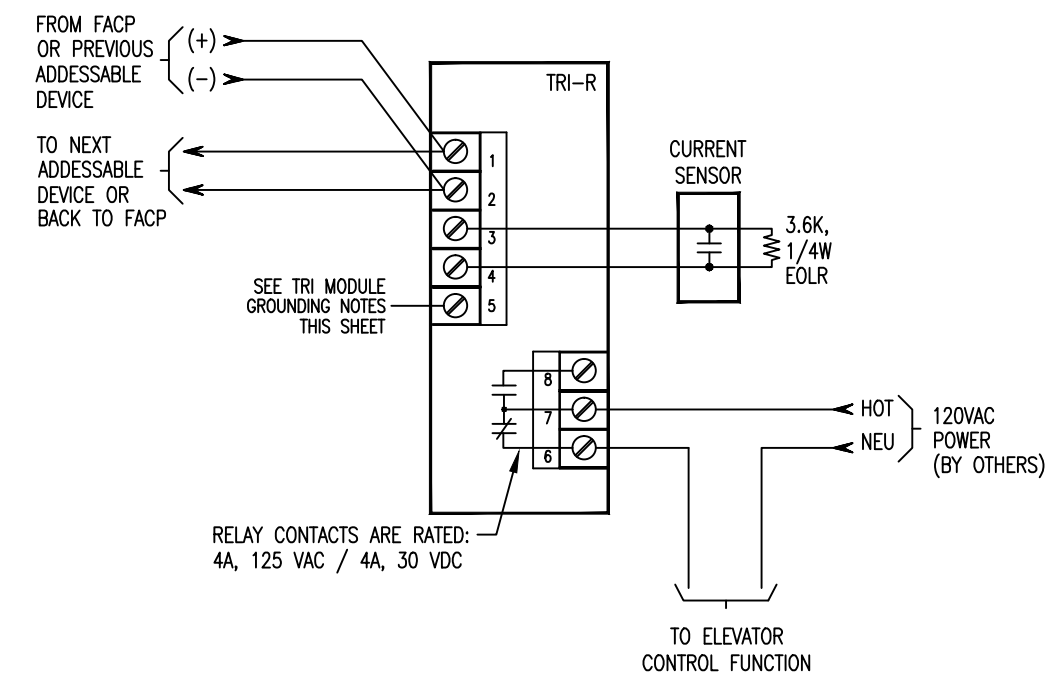 FROM FACP
OR PREVIOUS
ADDESSABLE
DEVICE
(+)
(-)
TRI-R
TO NEXT
ADDESSABLE
DEVICE OR
BACK TO FACP
1
2
3
4
5
CURRENT
SENSOR
3.6K,
1/4W
EOLR
SEE TRI MODULE
GROUNDING NOTES
THIS SHEET
8
7
6
HOT
NEU
120VAC
POWER
(BY OTHERS)
RELAY CONTACTS ARE RATED:
4A, 125 VAC / 4A, 30 VDC
TO ELEVATOR
CONTROL FUNCTION